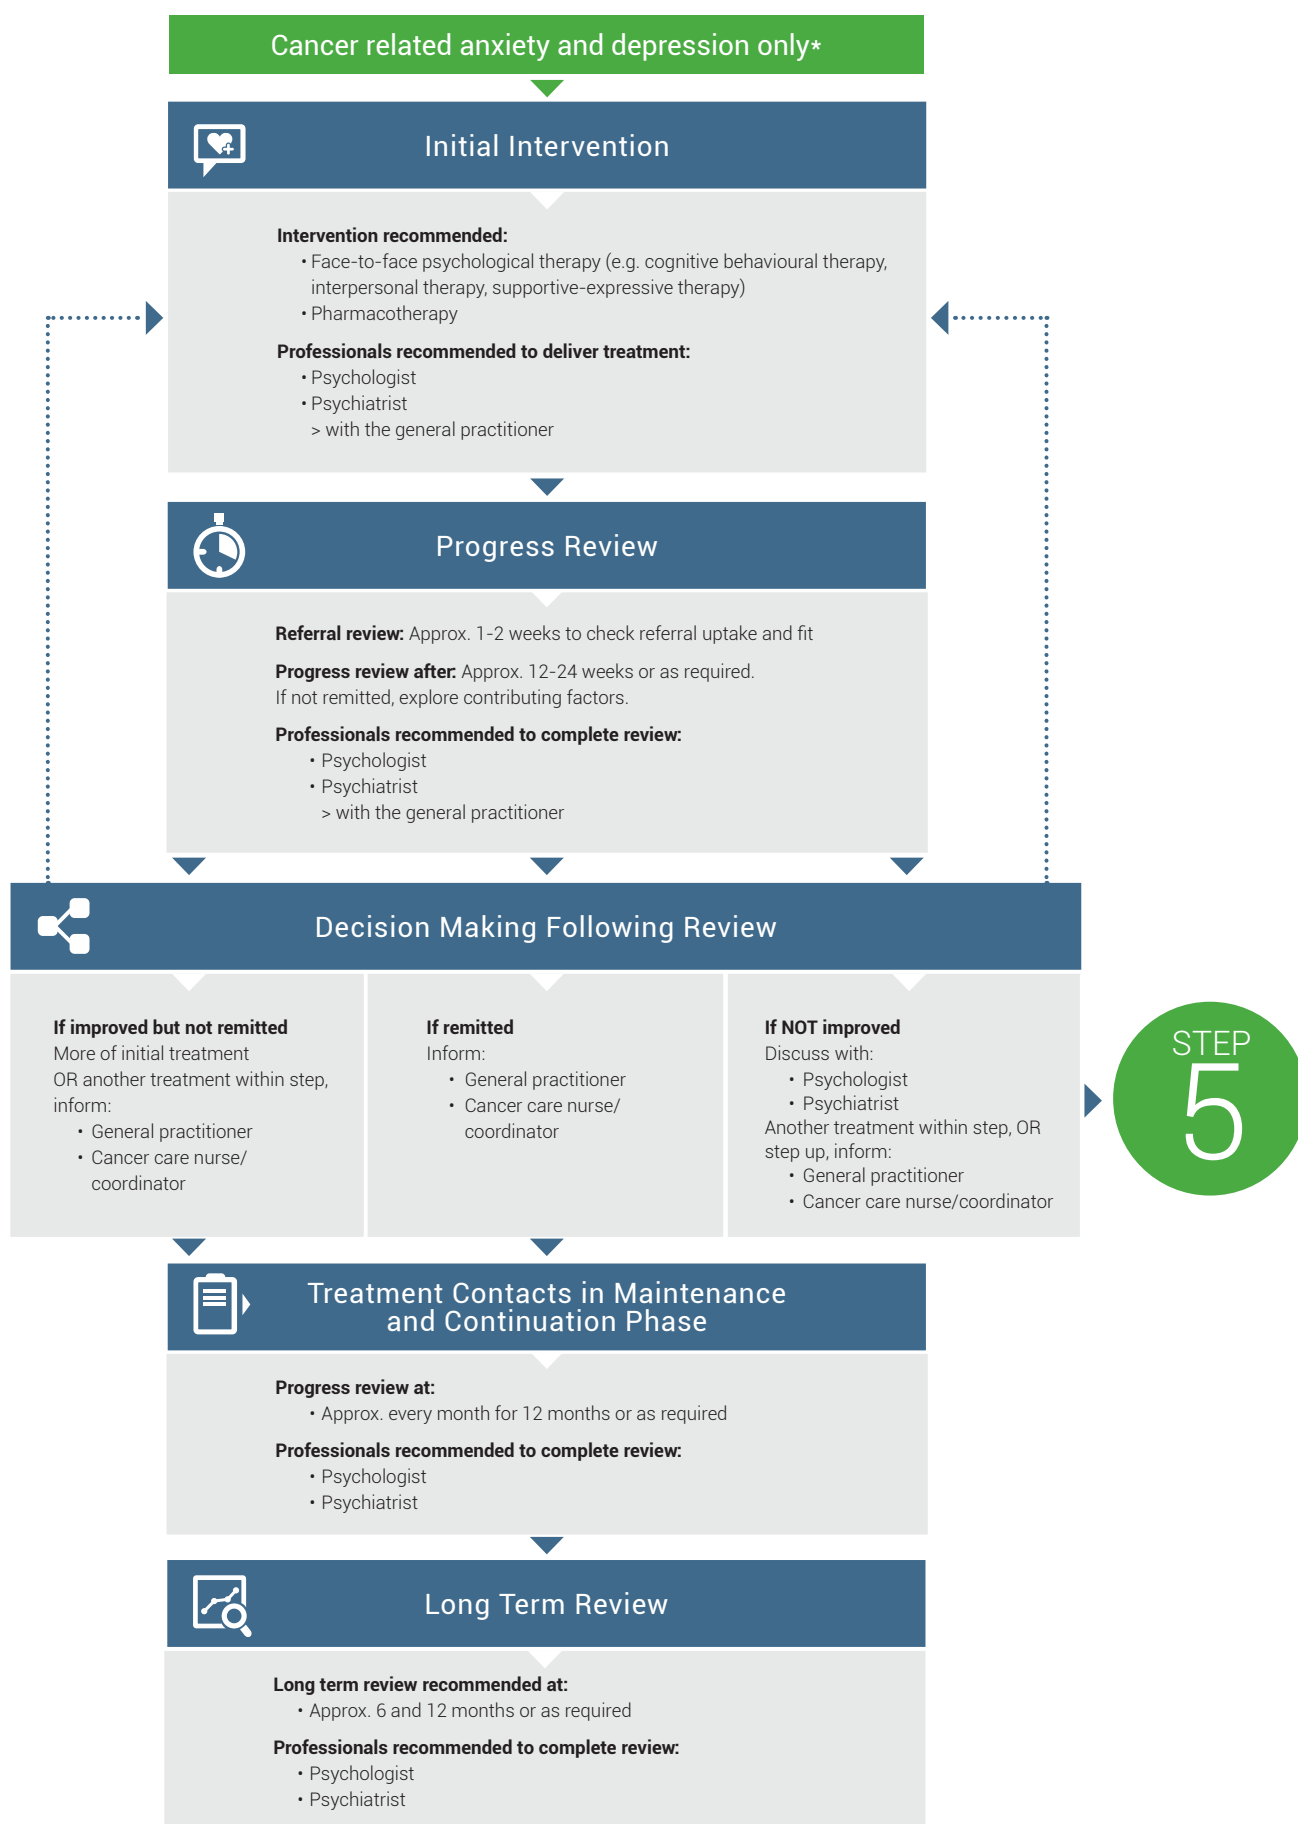 Cancer related anxiety and depression only*
Initial Intervention
Intervention recommended:
• Face-to-face psychological therapy (e.g. cognitive behavioural therapy,
interpersonal therapy, supportive-expressive therapy)
• Pharmacotherapy
Professionals recommended to deliver treatment:
• Psychologist
• Psychiatrist
> with the general practitioner
Progress Review
Referral review: Approx. 1-2 weeks to check referral uptake and fit
Progress review after: Approx. 12-24 weeks or as required.
If not remitted, explore contributing factors.
Professionals recommended to complete review:
• Psychologist
• Psychiatrist
> with the general practitioner
Decision Making Following Review
If improved but not remitted
More of initial treatment
OR another treatment within step,
inform:
• General practitioner
• Cancer care nurse/
coordinator
If remitted
Inform:
• General practitioner
• Cancer care nurse/
coordinator
If NOT improved
Discuss with:
• Psychologist
• Psychiatrist
Another treatment within step, OR
step up, inform:
• General practitioner
• Cancer care nurse/coordinator
STEP
5
Treatment Contacts in Maintenance
and Continuation Phase
Progress review at:
• Approx. every month for 12 months or as required
Professionals recommended to complete review:
• Psychologist
• Psychiatrist
Long Term Review
Long term review recommended at:
• Approx. 6 and 12 months or as required
Professionals recommended to complete review:
• Psychologist
• Psychiatrist